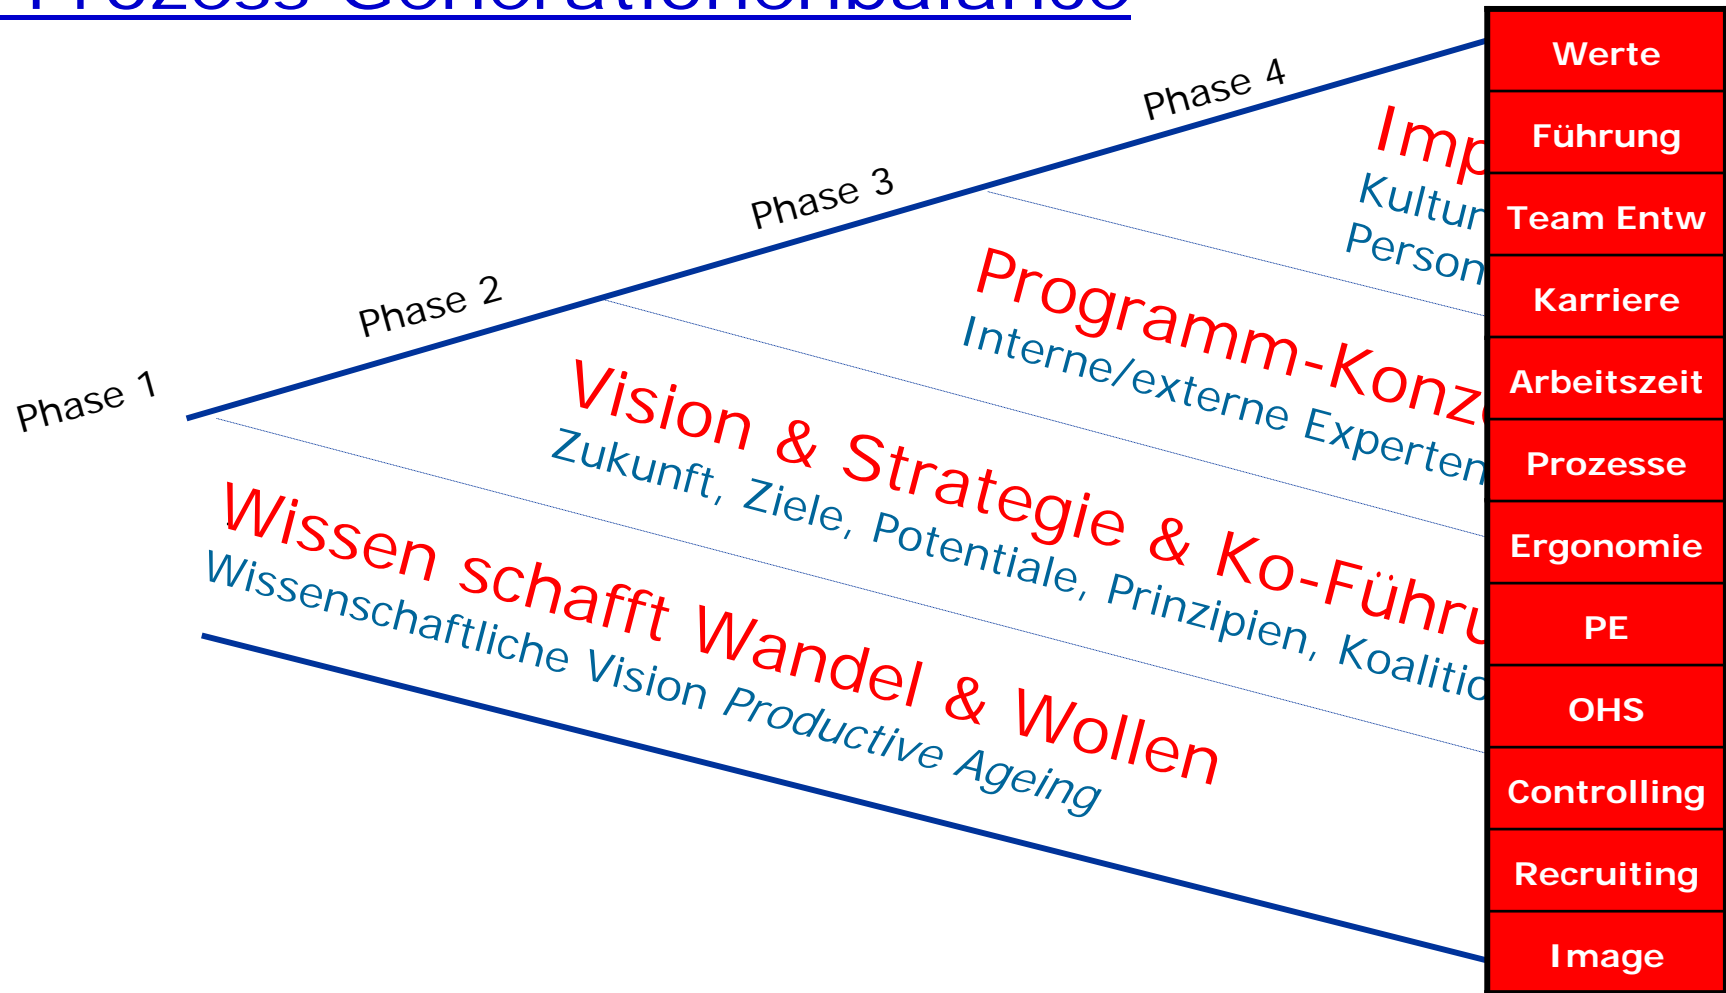 Prozess Generationenbalance
Phase 1
Phase 2
Phase 3
Phase 4
Wissen schafft Wandel & Wollen
Wissenschaftliche Vision Productive Ageing
Vision & Strategie & Ko-Führu
Zukunft, Ziele, Potentiale, Prinzipien, Koalitio
Programm-Konz
Interne/externe Experten
Imp
Kultur
Person
Werte
Führung
Team Entw
Karriere
Arbeitszeit
Prozesse
Ergonomie
PE
OHS
Controlling
Recruiting
Image